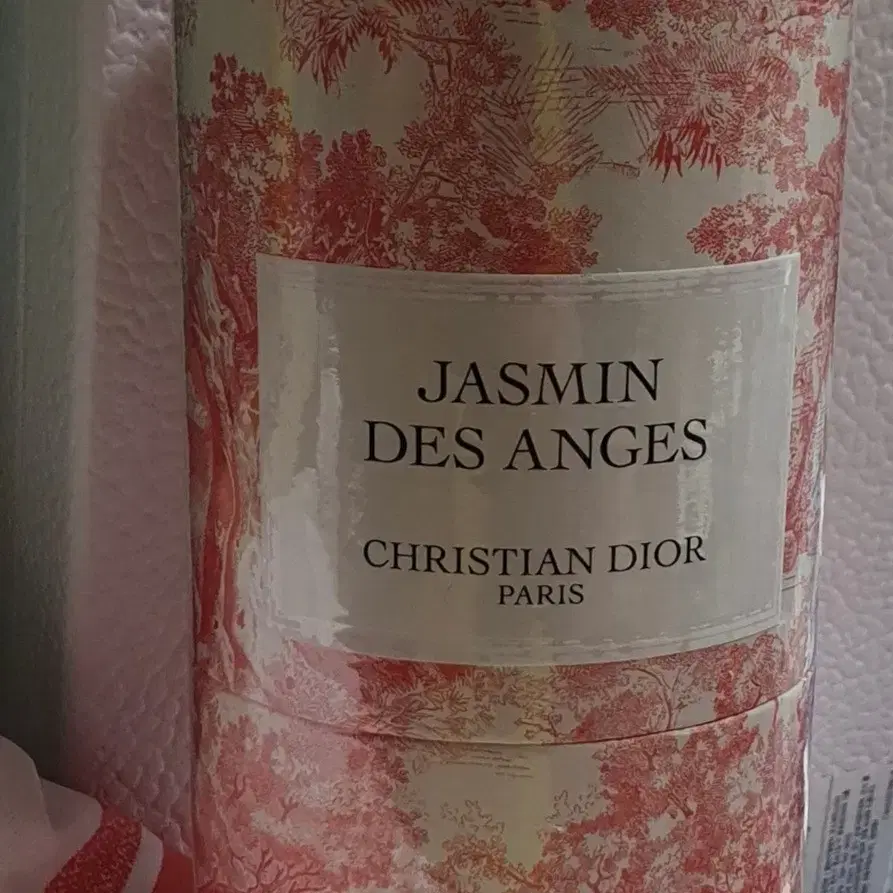 JASMIN
DES ANGES
CHRISTIAN DIOR
PARIS